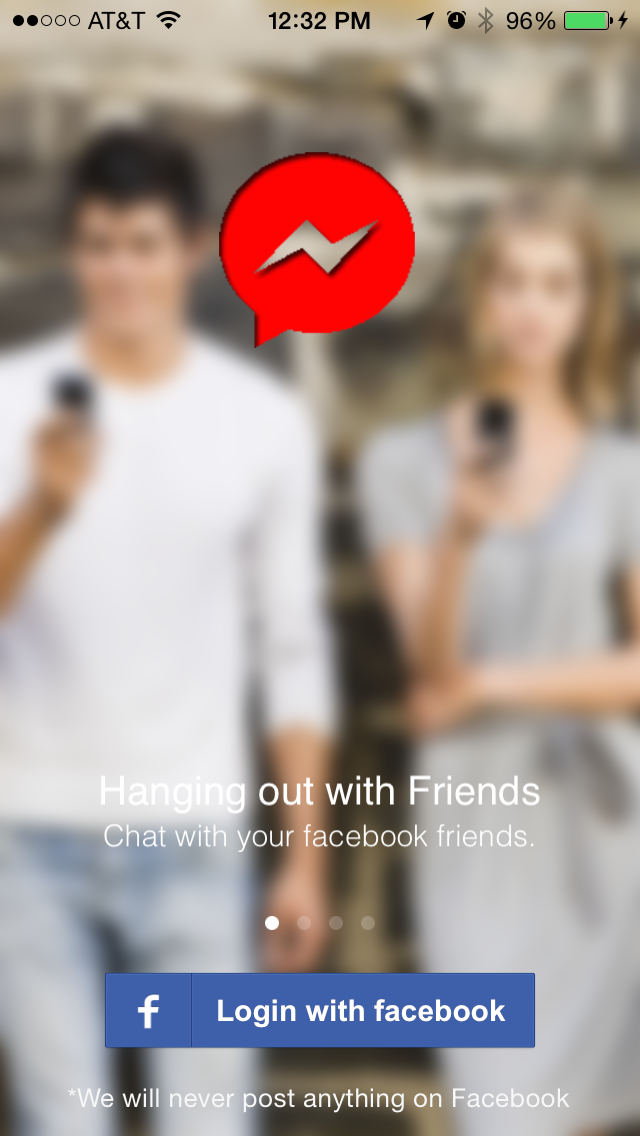 AT&T 12:32 PM 96%
Hanging out with Friends
Chat with your facebook friends.
f Login with facebook
*We will never post anything on Facebook